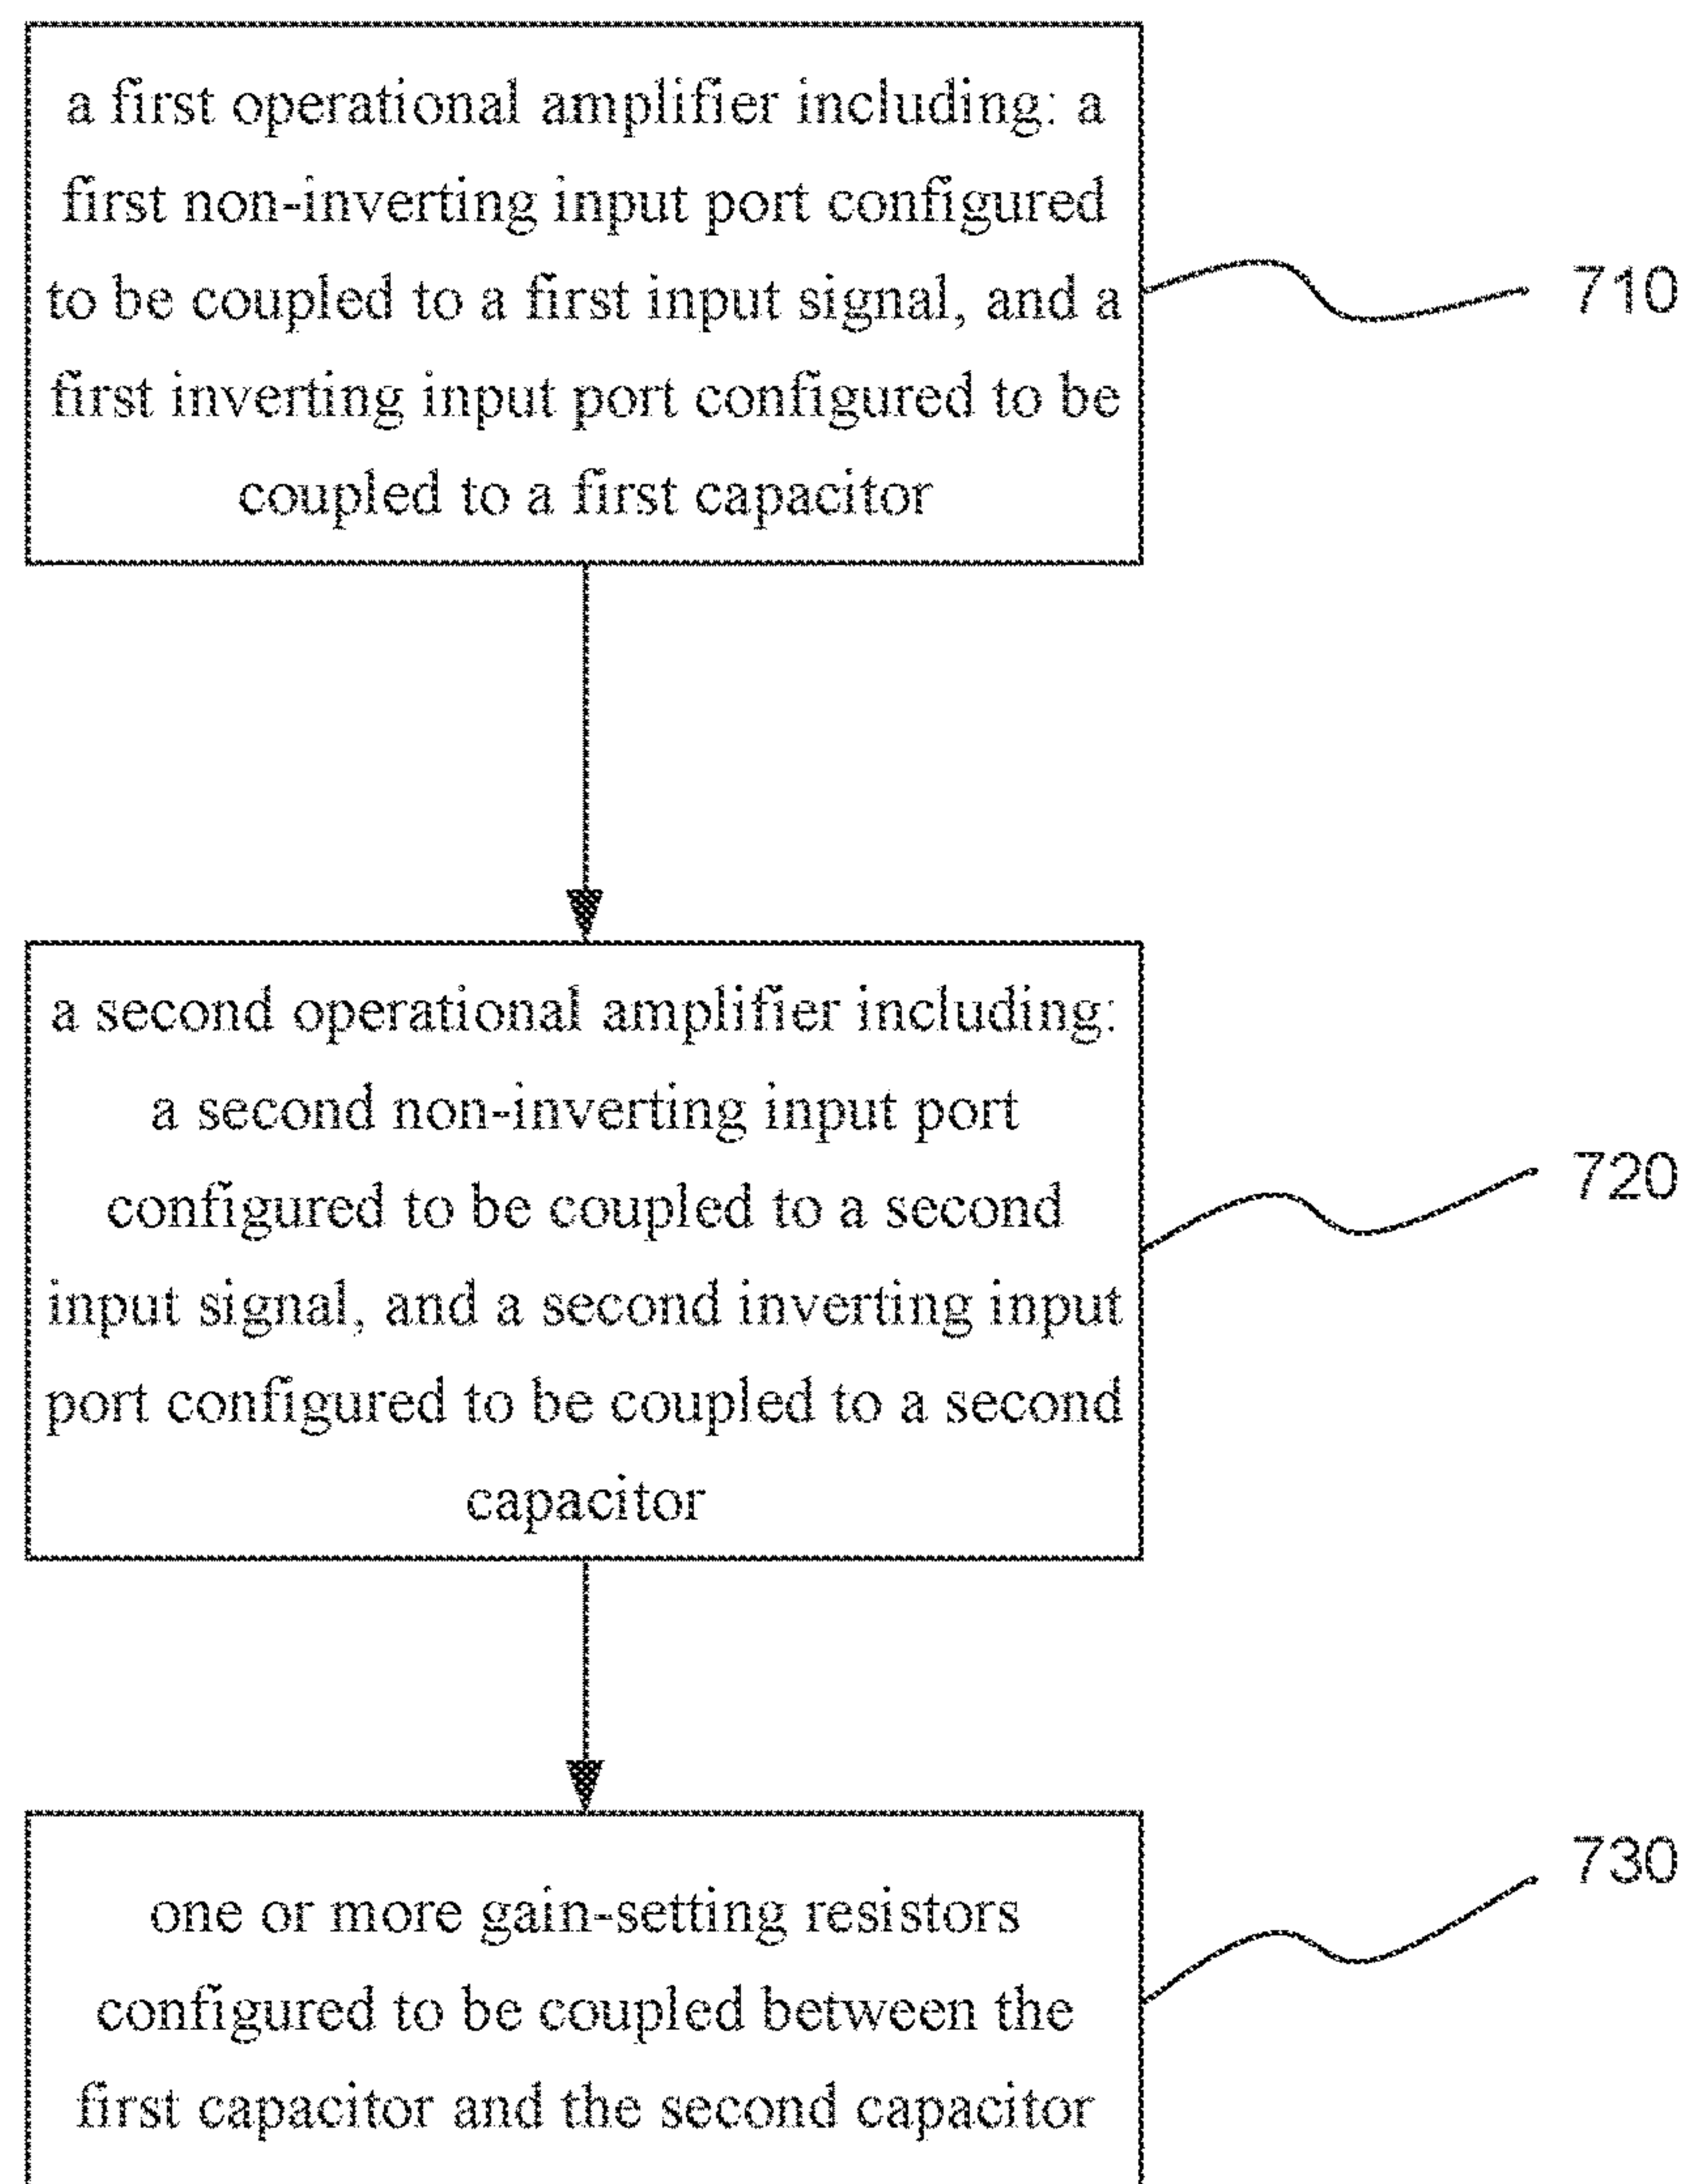 a first operational amplifier including: a
first non-inverting input port configured
to be coupled to a first input signal, and a
first inverting input port configured to be
coupled to a first capacitor
710
a second operational amplifier including:
a second non-inverting input port
configured to be coupled to a second
input signal, and a second inverting input
port configured to be coupled to a second
capacitor
720
one or more gain-setting resistors
configured to be coupled between the
first capacitor and the second capacitor
730